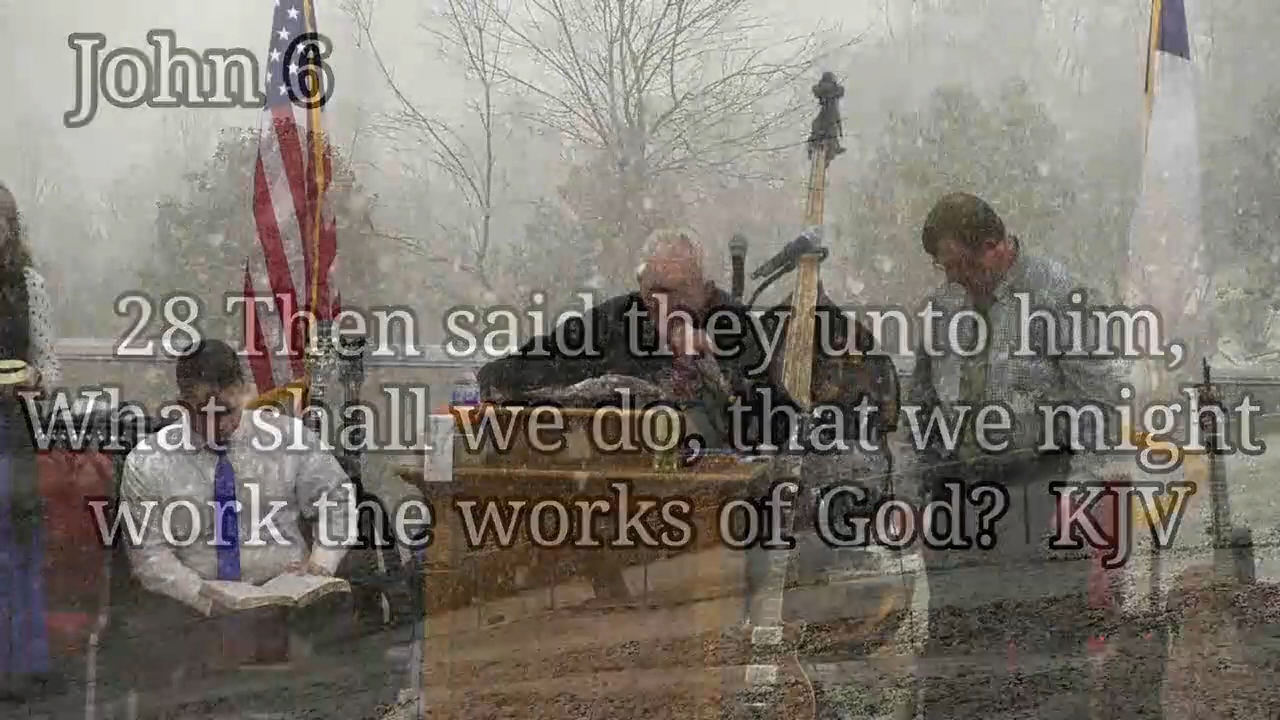 John 6
28 Then said they unto him,
What shall we do, that we might
work the works of God?  KJV